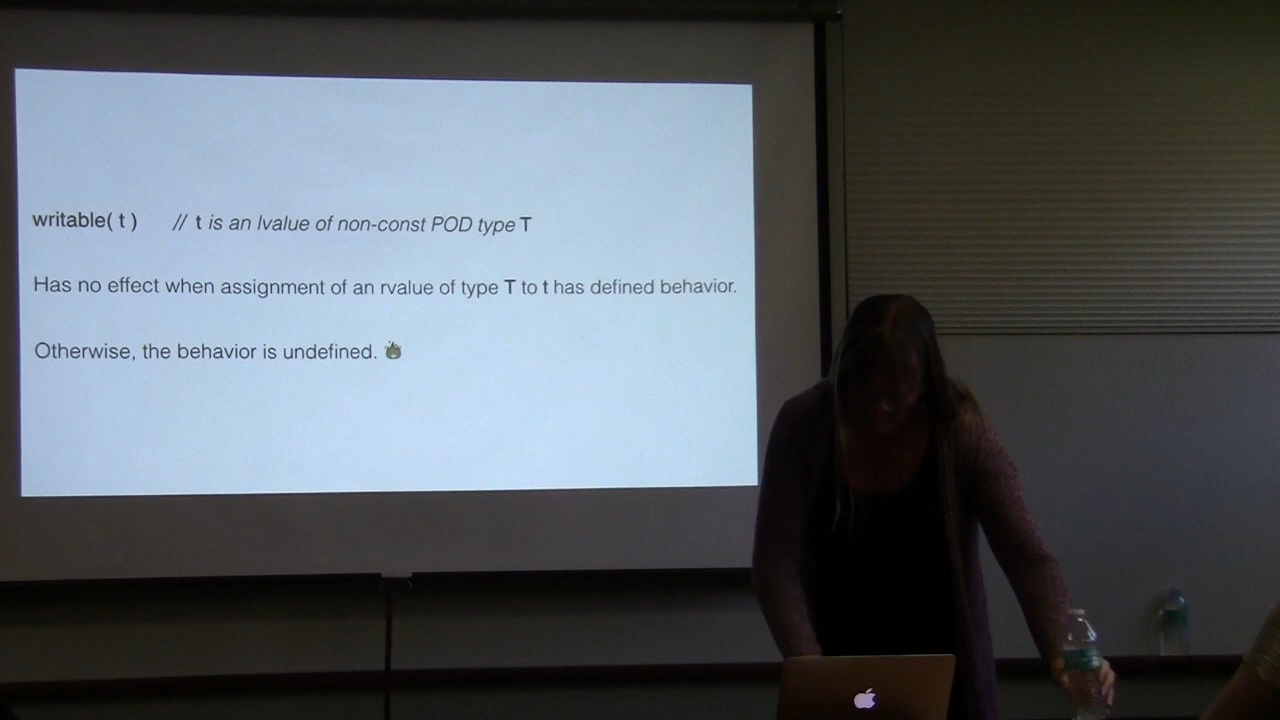 writable( t ) // t is an lvalue of non-const POD type T
Has no effect when assignment of an rvalue of type T to t has defined behavior.
Otherwise, the behavior is undefined. 🔥